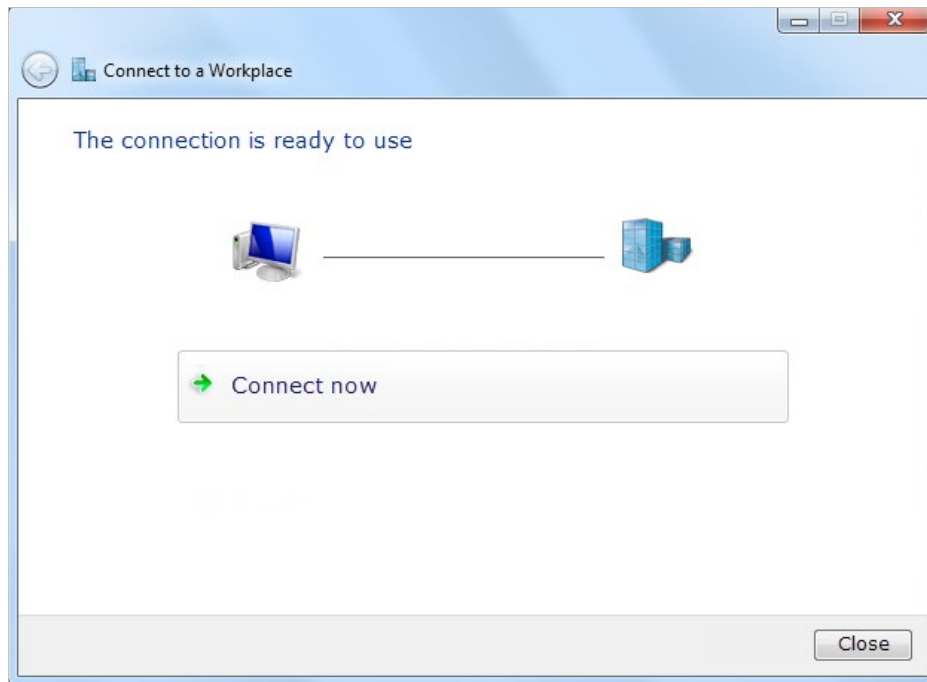 Connect to a Workplace
The connection is ready to use
Connect now
Close